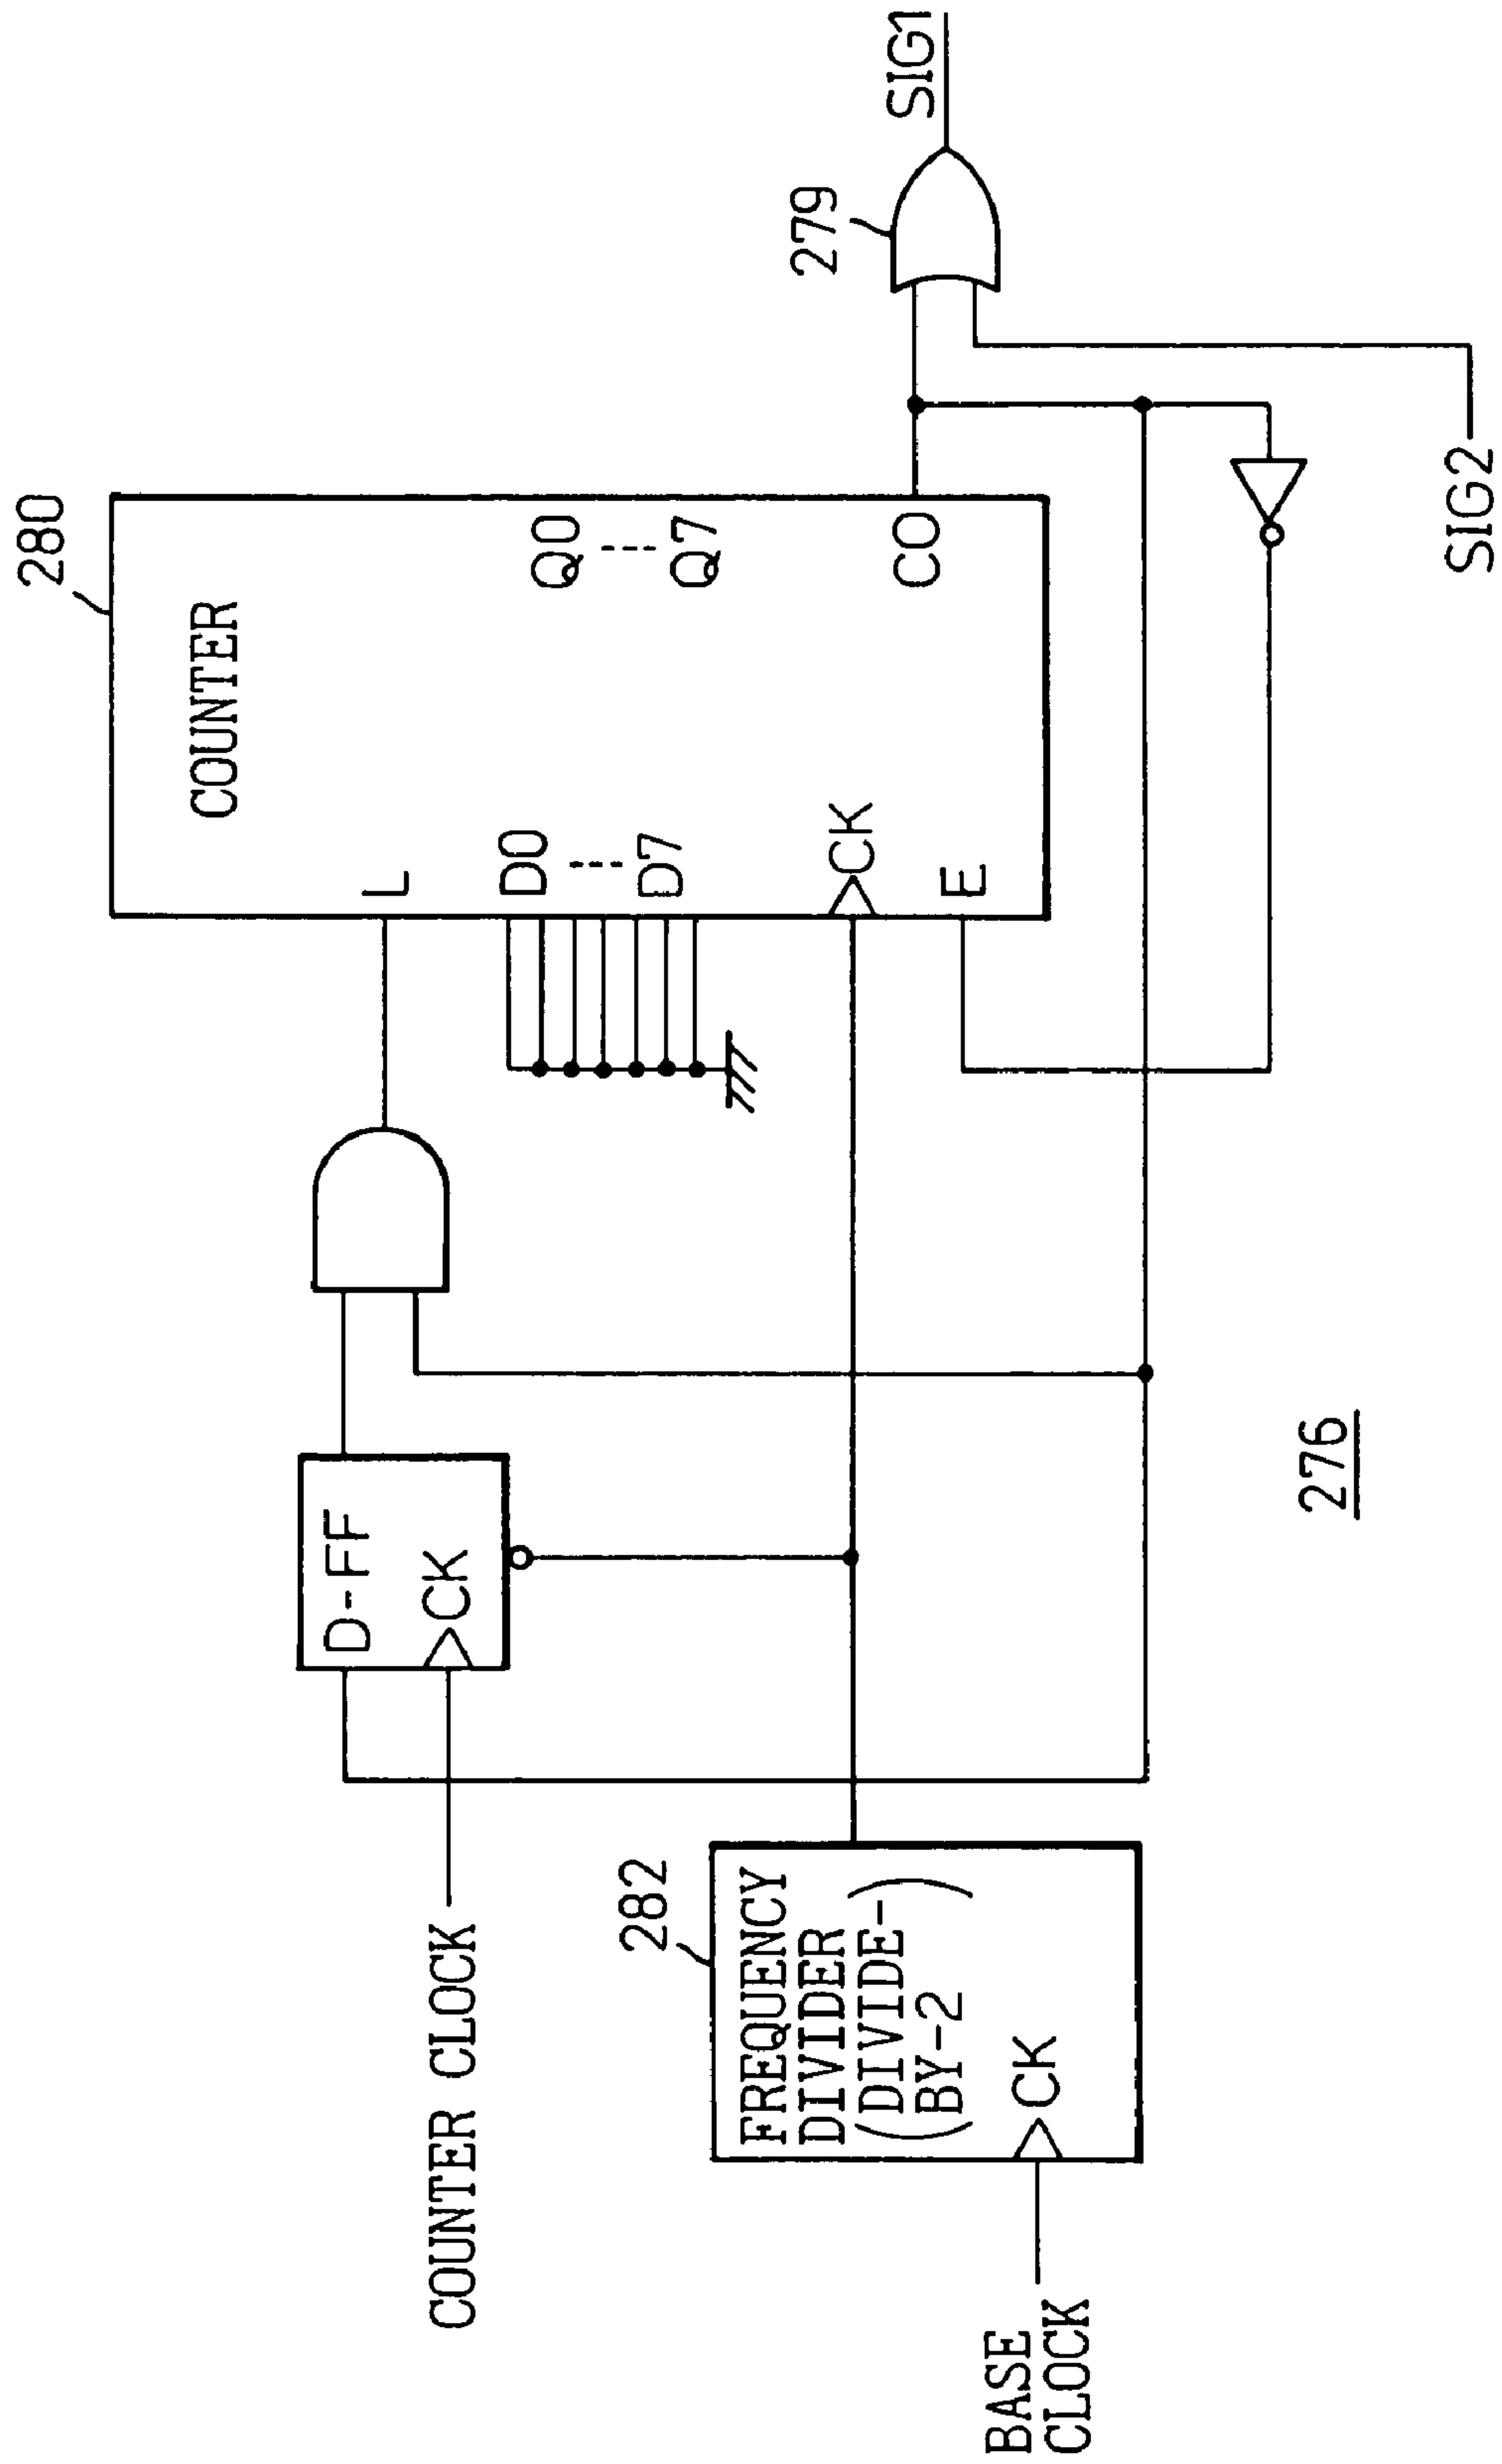 280
COUNTER
L
D0
D7
CK
E
Q0
Q7
CO
279
SIG1
SIG2
D-FF
CK
COUNTER CLOCK
282
FREQUENCY
DIVIDER
(DIVIDE-)
(BY-2)
CK
BASE
CLOCK
276